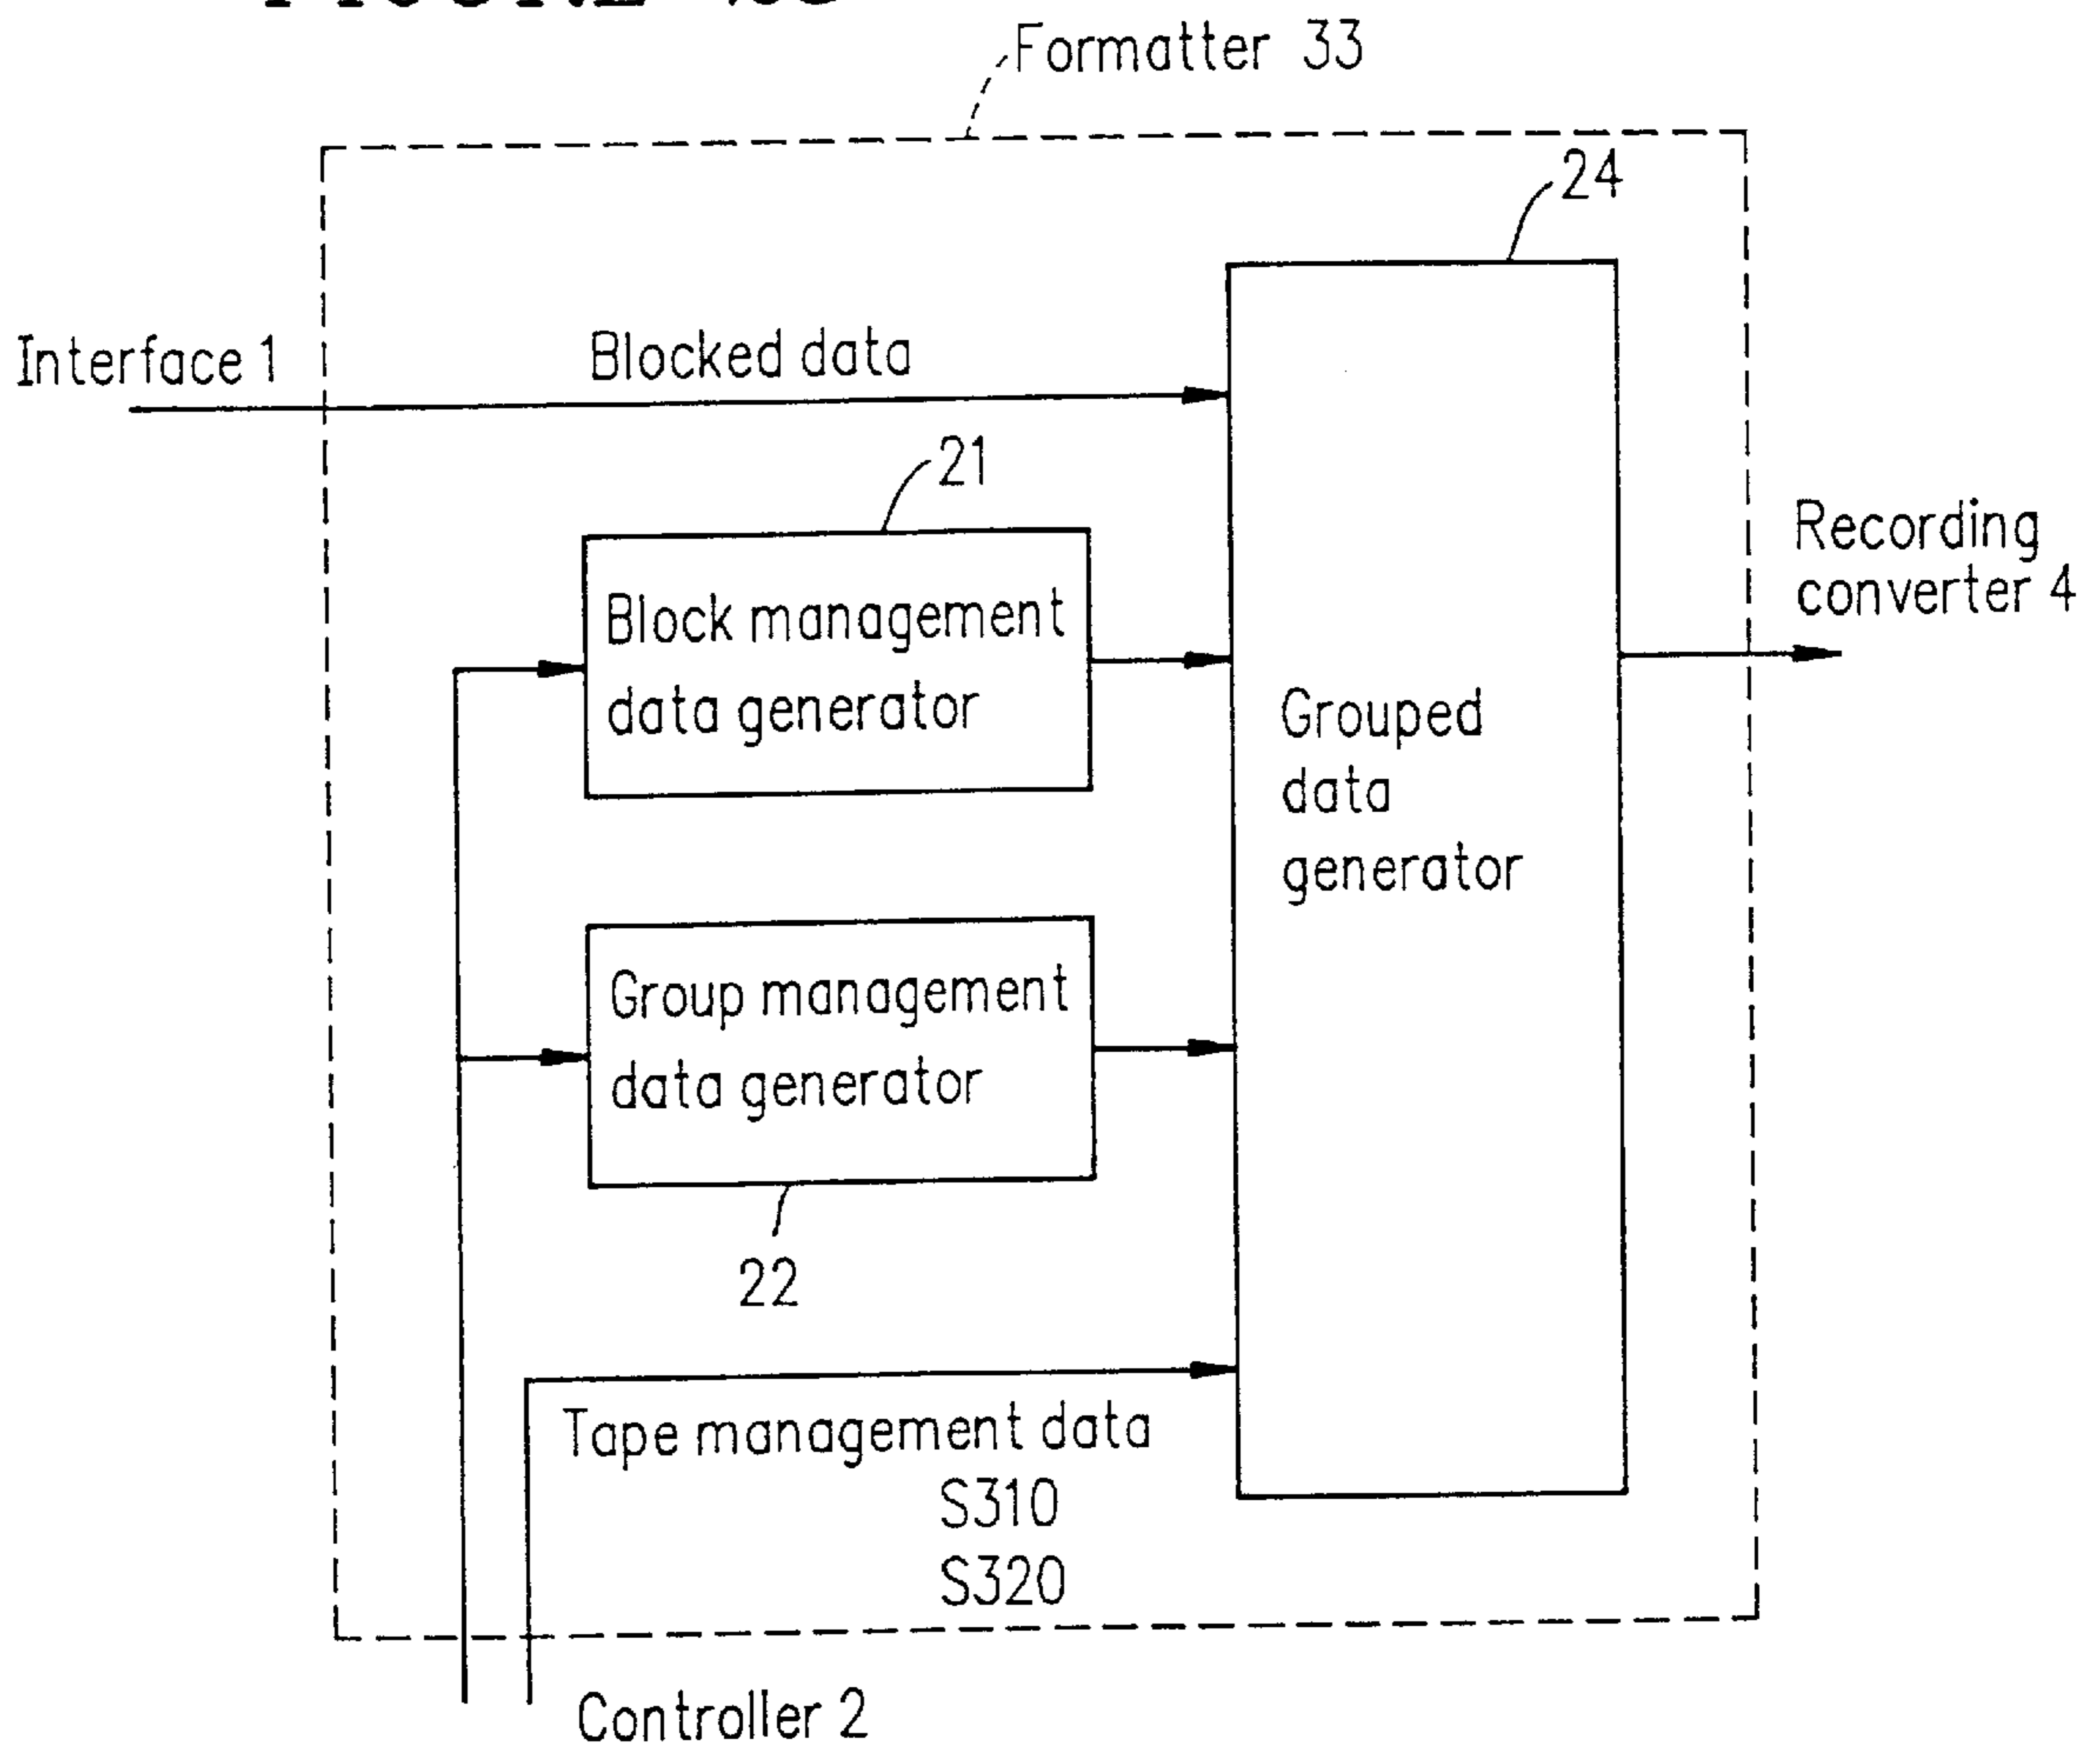 Formatter 33
24
Interface 1
Blocked data
21
Recording
converter 4
Block management
data generator
Grouped
data
generator
Group management
data generator
22
Tape management data
S310
S320
Controller 2